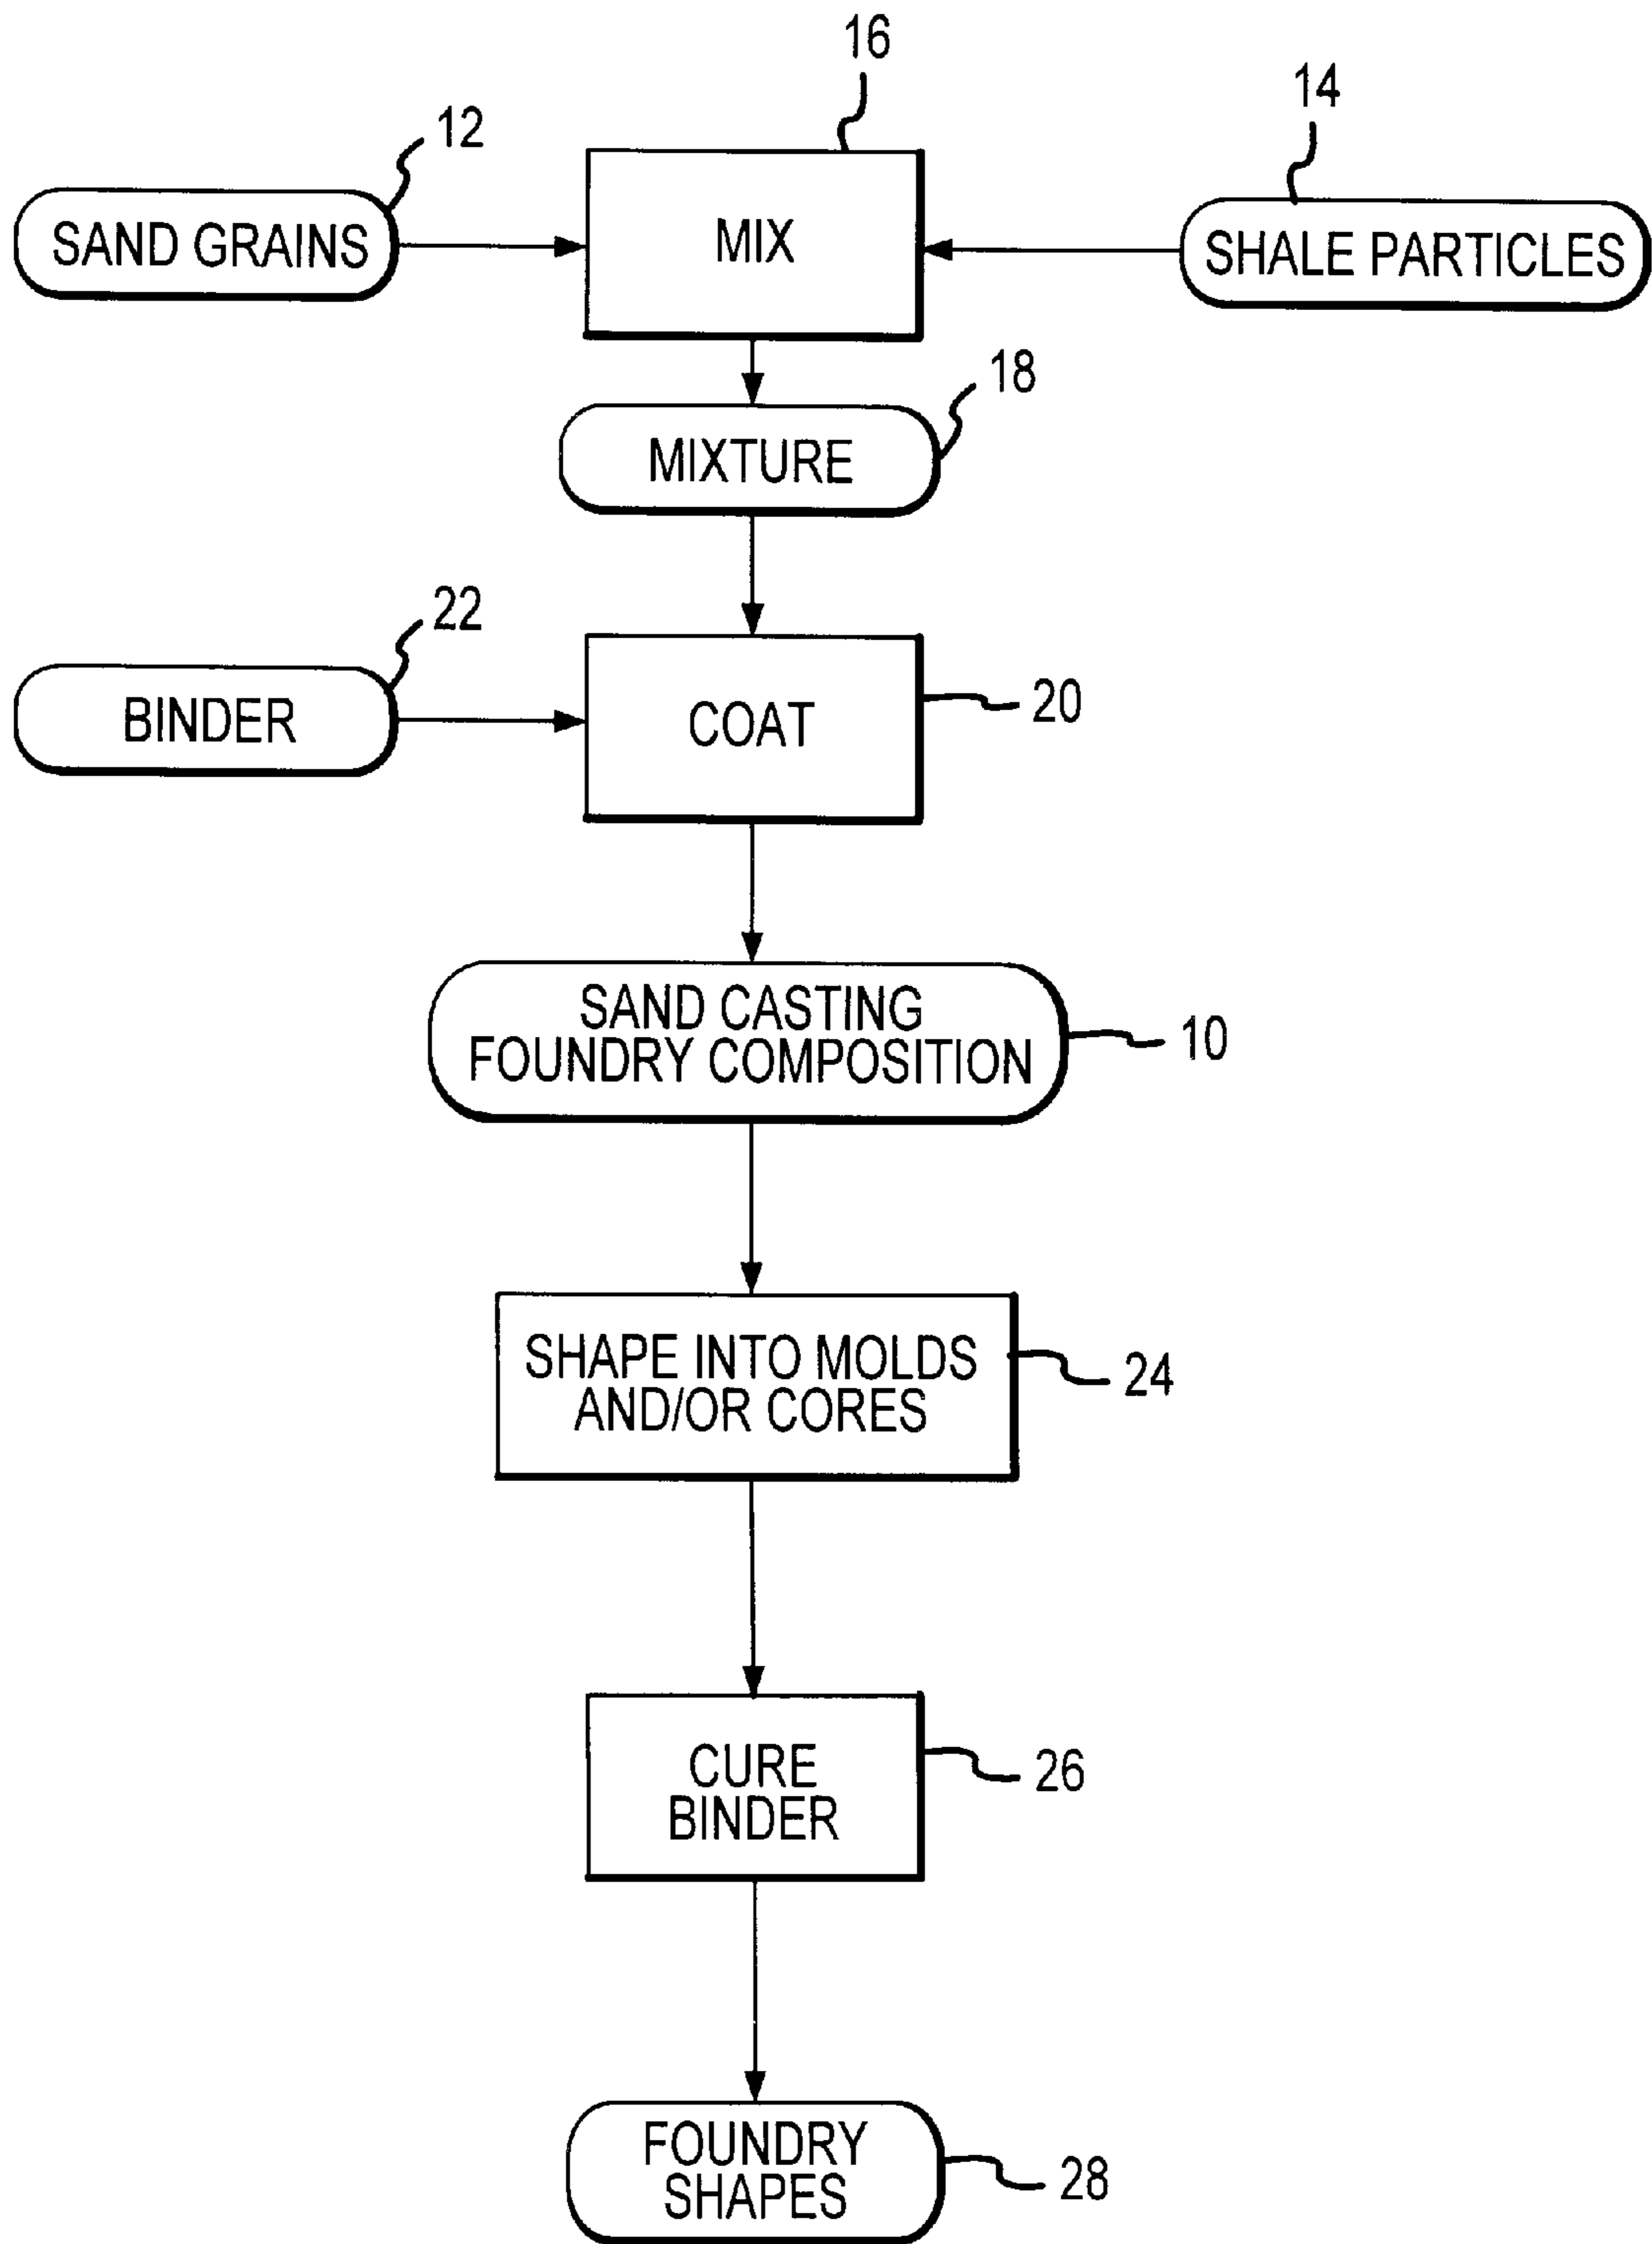 16
14
12
SAND GRAINS
MIX
SHALE PARTICLES
18
MIXTURE
22
BINDER
COAT
20
SAND CASTING
FOUNDRY COMPOSITION
10
SHAPE INTO MOLDS
AND/OR CORES
24
CURE
BINDER
26
FOUNDRY
SHAPES
28